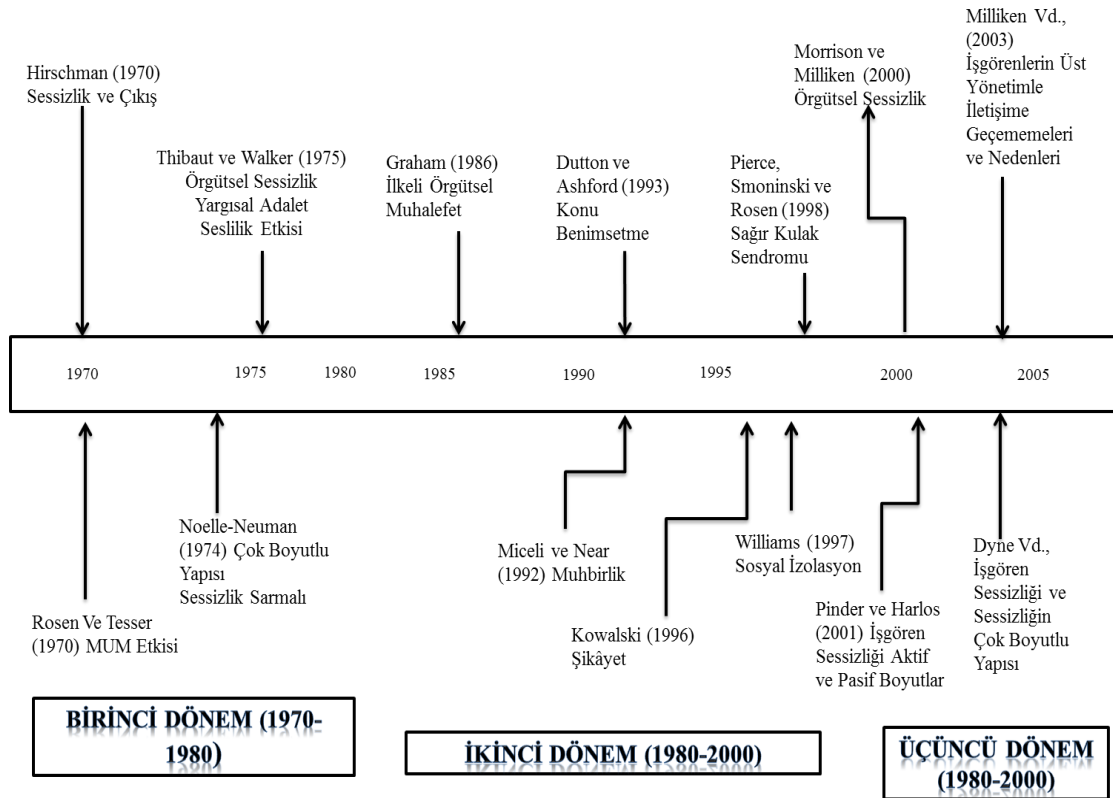 Hirschman (1970)
Sessizlik ve Çıkış
Thibaut ve Walker (1975)
Örgütsel Sessizlik
Yargısal Adalet
Seslilik Etkisi
Graham (1986)
İlkeli Örgütsel
Muhalefet
Dutton ve
Ashford (1993)
Konu
Benimsetme
Pierce,
Smoninski ve
Rosen (1998)
Sağır Kulak
Sendromu
Morrison ve
Milliken (2000)
Örgütsel Sessizlik
Milliken Vd.,
(2003)
İşgörenlerin Üst
Yönetimle
İletişime
Geçememeleri
ve Nedenleri
1970 1975 1980 1985 1990 1995 2000 2005
Rosen Ve Tesser
(1970) MUM Etkisi
Noelle-Neuman
(1974) Çok Boyutlu
Yapısı
Sessizlik Sarmalı
Miceli ve Near
(1992) Muhbirlik
Kowalski (1996)
Şikâyet
Williams (1997)
Sosyal İzolasyon
Pinder ve Harlos
(2001) İşgören
Sessizliği Aktif
ve Pasif Boyutlar
Dyne Vd.,
İşgören
Sessizliği ve
Sessizliğin
Çok Boyutlu
Yapısı
BİRİNCİ DÖNEM (1970-
1980)
İKİNCİ DÖNEM (1980-2000)
ÜÇÜNCÜ DÖNEM
(1980-2000)